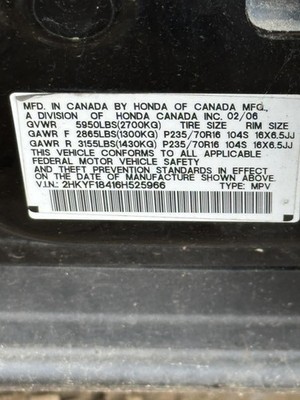 MFD. IN CANADA BY HONDA OF CANADA MFG.,
A DIVISION OF HONDA CANADA INC. 02/06
GVWR 5950LBS(2700KG) TIRE SIZE RIM SIZE
GAWR F 2865LBS(1300KG) P235/70R16 104S 16X6.5JJ
GAWR R 3155LBS(1430KG) P235/70R16 104S 16X6.5JJ
THIS VEHICLE CONFORMS TO ALL APPLICABLE
FEDERAL MOTOR VEHICLE SAFETY
AND THEFT PREVENTION STANDARDS IN EFFECT
ON THE DATE OF MANUFACTURE SHOWN ABOVE.
V.I.N.: 2HKYF18416H525966 TYPE: MPV